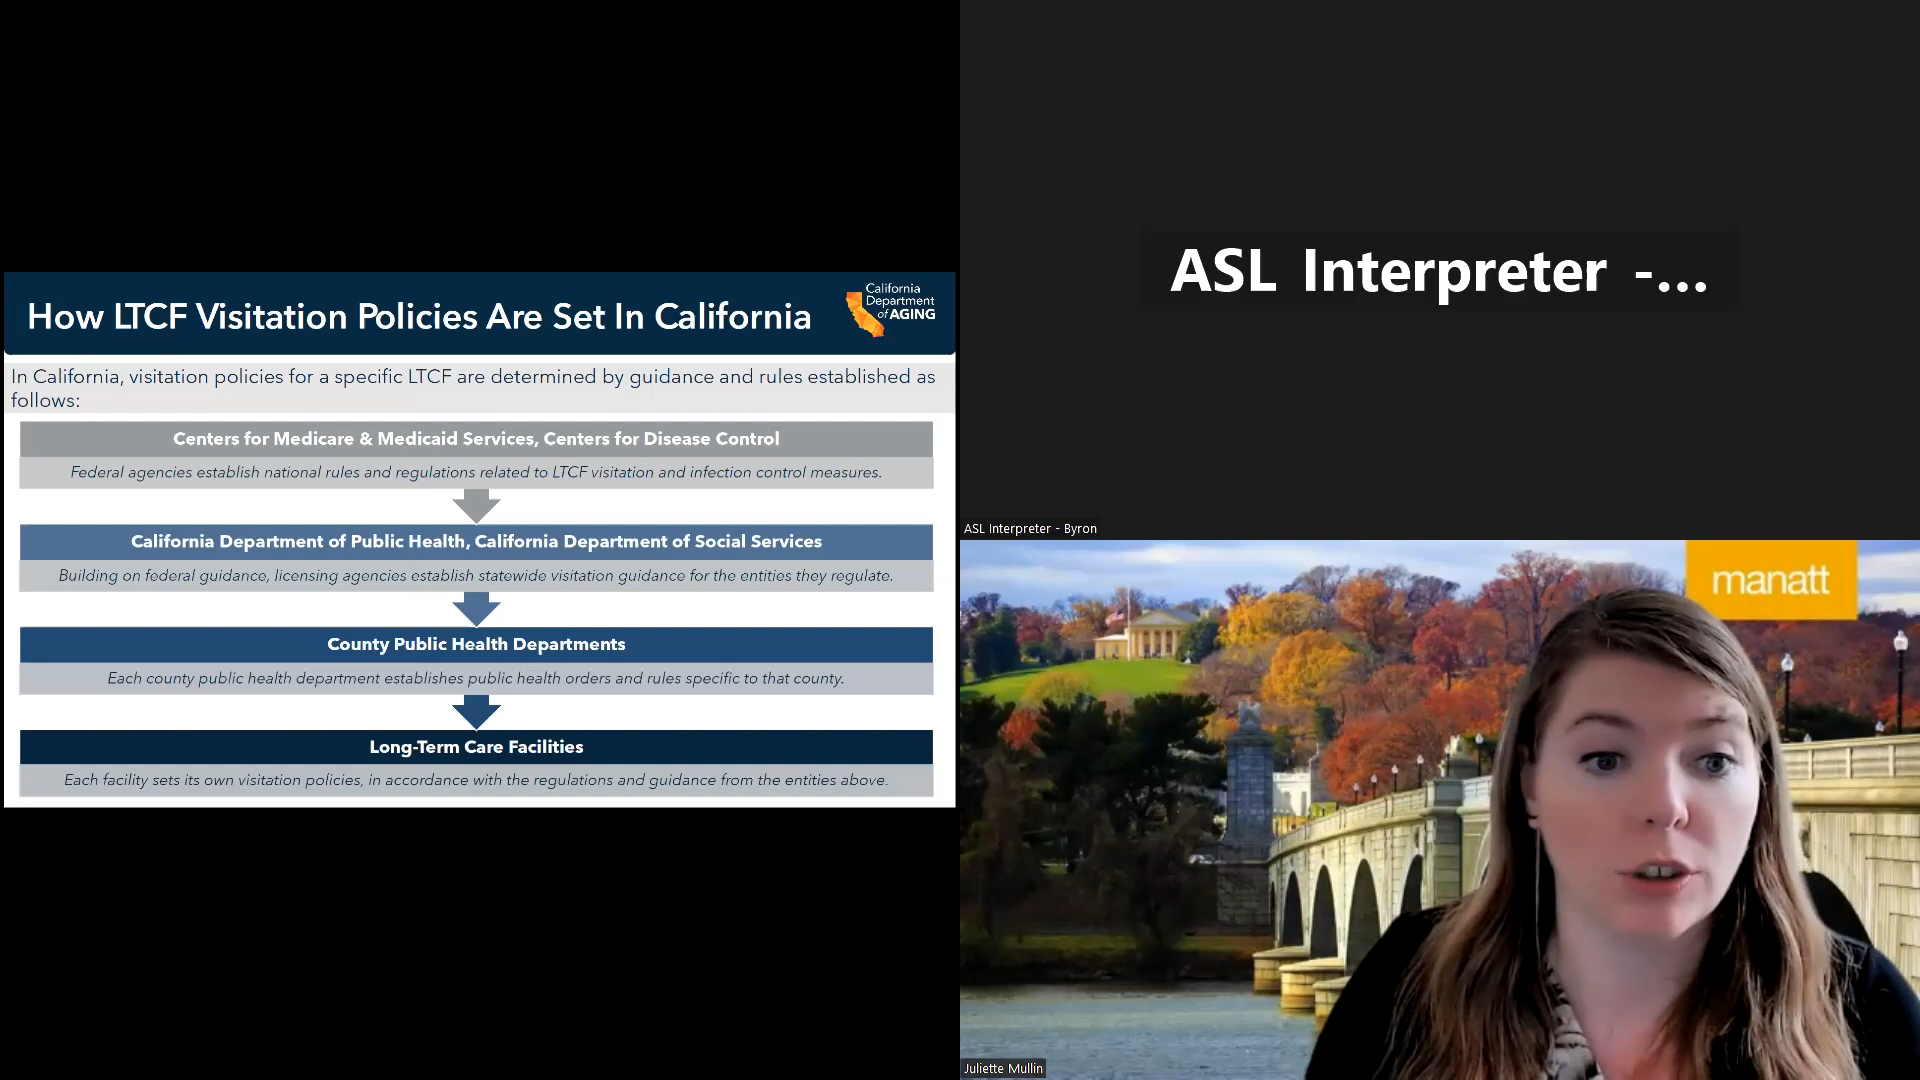 How LTCF Visitation Policies Are Set In California
California
Department
of AGING
In California, visitation policies for a specific LTCF are determined by guidance and rules established as
follows:
Centers for Medicare & Medicaid Services, Centers for Disease Control
Federal agencies establish national rules and regulations related to LTCF visitation and infection control measures.
California Department of Public Health, California Department of Social Services
Building on federal guidance, licensing agencies establish statewide visitation guidance for the entities they regulate.
County Public Health Departments
Each county public health department establishes public health orders and rules specific to that county.
Long-Term Care Facilities
Each facility sets its own visitation policies, in accordance with the regulations and guidance from the entities above.
ASL Interpreter -...
ASL Interpreter - Byron
manatt
Juliette Mullin